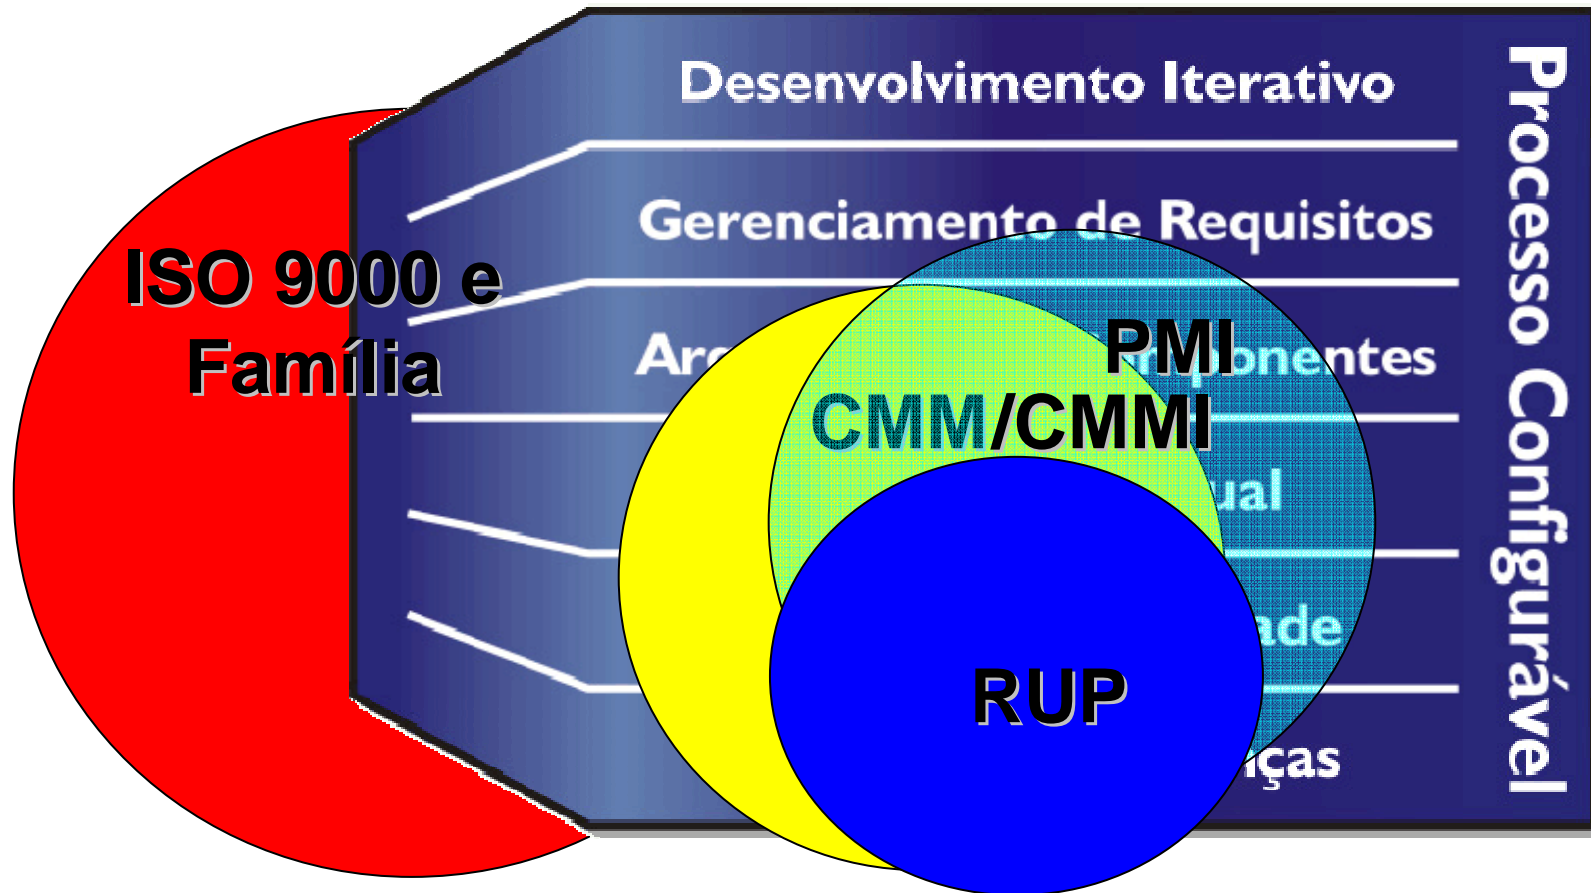 Desenvolvimento Iterativo
Gerenciamento de Requisitos
ISO 9000 e
Família
PMI
CMM/CMMI
RUP
Processo Configurável